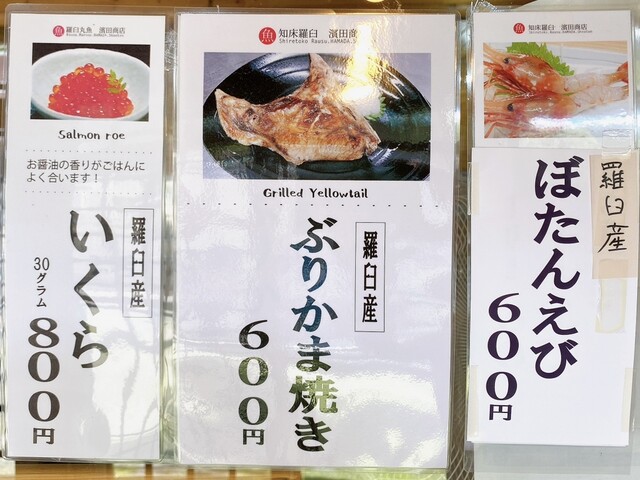 羅臼丸魚 濱田商店
Salmon roe
お醤油の香りがごはんに
よく合います！
羅臼産
いくら
30グラム
800円
知床羅臼 濱田商
Shiretoko Rausu.HAMADA
Grilled Yellowtail
羅臼産
ぶりかま焼き
600円
知床羅臼 濱田商店
羅臼産
ぼたんえび
600円